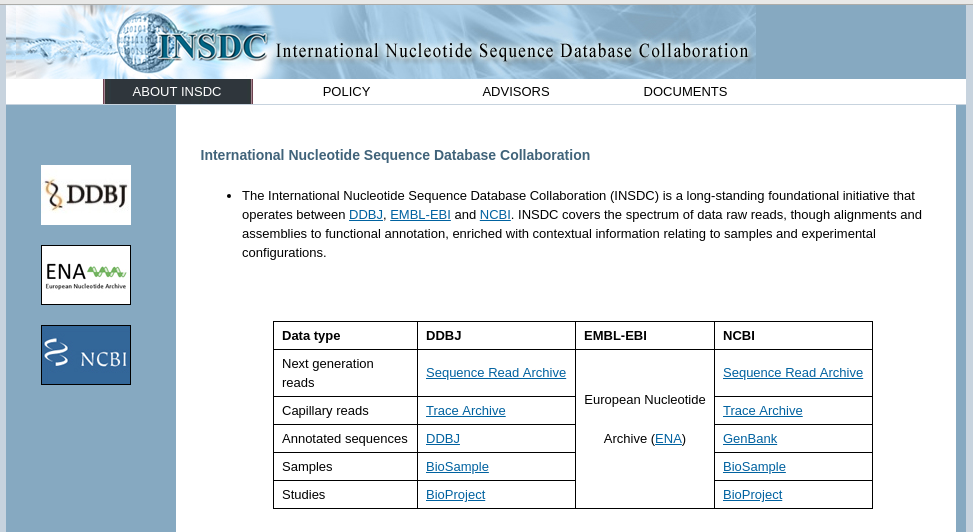 INSDC International Nucleotide Sequence Database Collaboration
ABOUT INSDC POLICY ADVISORS DOCUMENTS
DDBJ
ENA
European Nucleotide Archive
NCBI
International Nucleotide Sequence Database Collaboration
• The International Nucleotide Sequence Database Collaboration (INSDC) is a long-standing foundational initiative that
operates between DDBJ, EMBL-EBI and NCBI. INSDC covers the spectrum of data raw reads, though alignments and
assemblies to functional annotation, enriched with contextual information relating to samples and experimental
configurations.
Data type DDBJ EMBL-EBI NCBI
Next generation
reads
Sequence Read Archive
European Nucleotide
Archive (ENA)
Sequence Read Archive
Capillary reads Trace Archive Trace Archive
Annotated sequences DDBJ GenBank
Samples BioSample BioSample
Studies BioProject BioProject